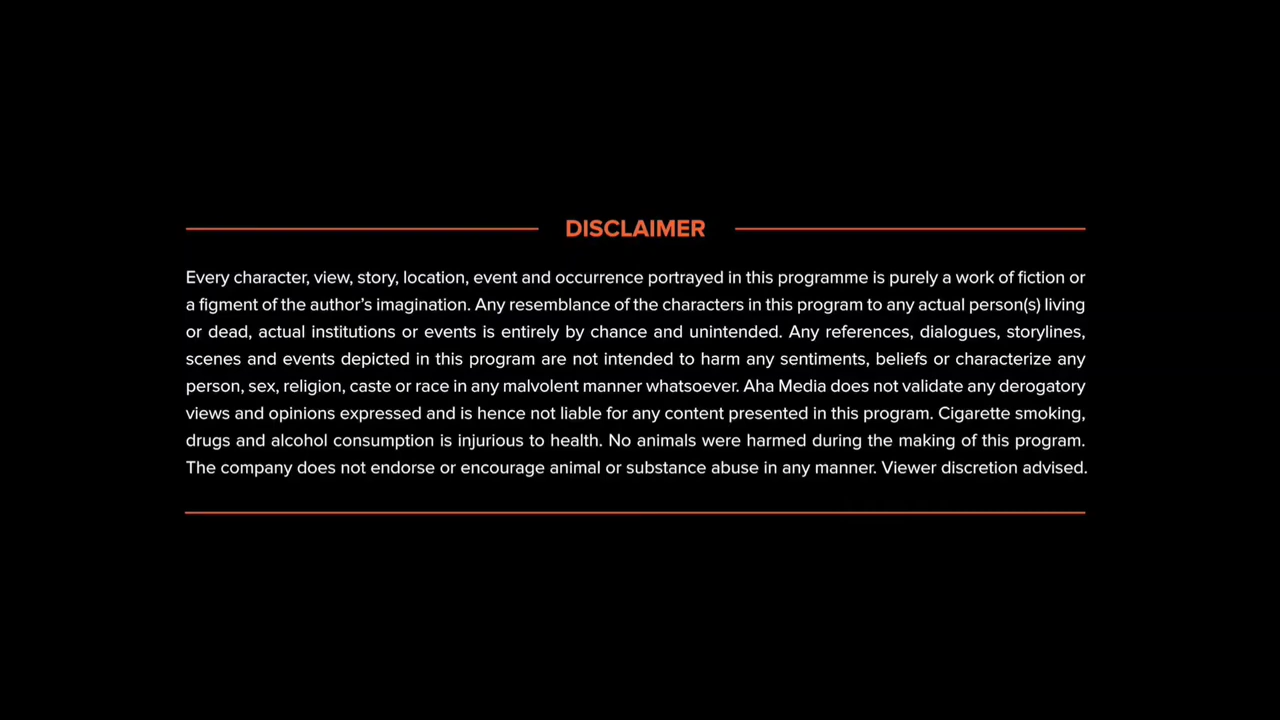 DISCLAIMER
Every character, view, story, location, event and occurrence portrayed in this programme is purely a work of fiction or
a figment of the author’s imagination. Any resemblance of the characters in this program to any actual person(s) living
or dead, actual institutions or events is entirely by chance and unintended. Any references, dialogues, storylines,
scenes and events depicted in this program are not intended to harm any sentiments, beliefs or characterize any
person, sex, religion, caste or race in any malvolent manner whatsoever. Aha Media does not validate any derogatory
views and opinions expressed and is hence not liable for any content presented in this program. Cigarette smoking,
drugs and alcohol consumption is injurious to health. No animals were harmed during the making of this program.
The company does not endorse or encourage animal or substance abuse in any manner. Viewer discretion advised.